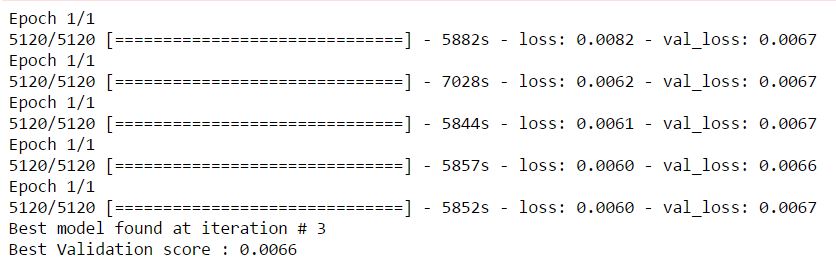 Epoch 1/1
5120/5120 [==============================] - 5882s - loss: 0.0082 - val_loss: 0.0067
Epoch 1/1
5120/5120 [==============================] - 7028s - loss: 0.0062 - val_loss: 0.0067
Epoch 1/1
5120/5120 [==============================] - 5844s - loss: 0.0061 - val_loss: 0.0067
Epoch 1/1
5120/5120 [==============================] - 5857s - loss: 0.0060 - val_loss: 0.0066
Epoch 1/1
5120/5120 [==============================] - 5852s - loss: 0.0060 - val_loss: 0.0067
Best model found at iteration # 3
Best Validation score : 0.0066